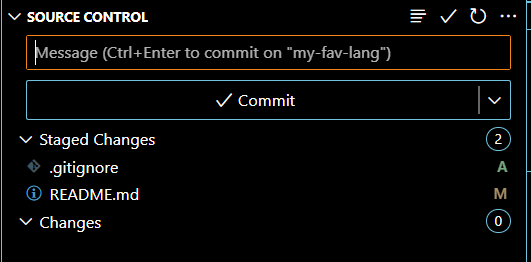 SOURCE CONTROL
Message (Ctrl+Enter to commit on "my-fav-lang")
Commit
Staged Changes 2
.gitignore A
README.md M
Changes 0